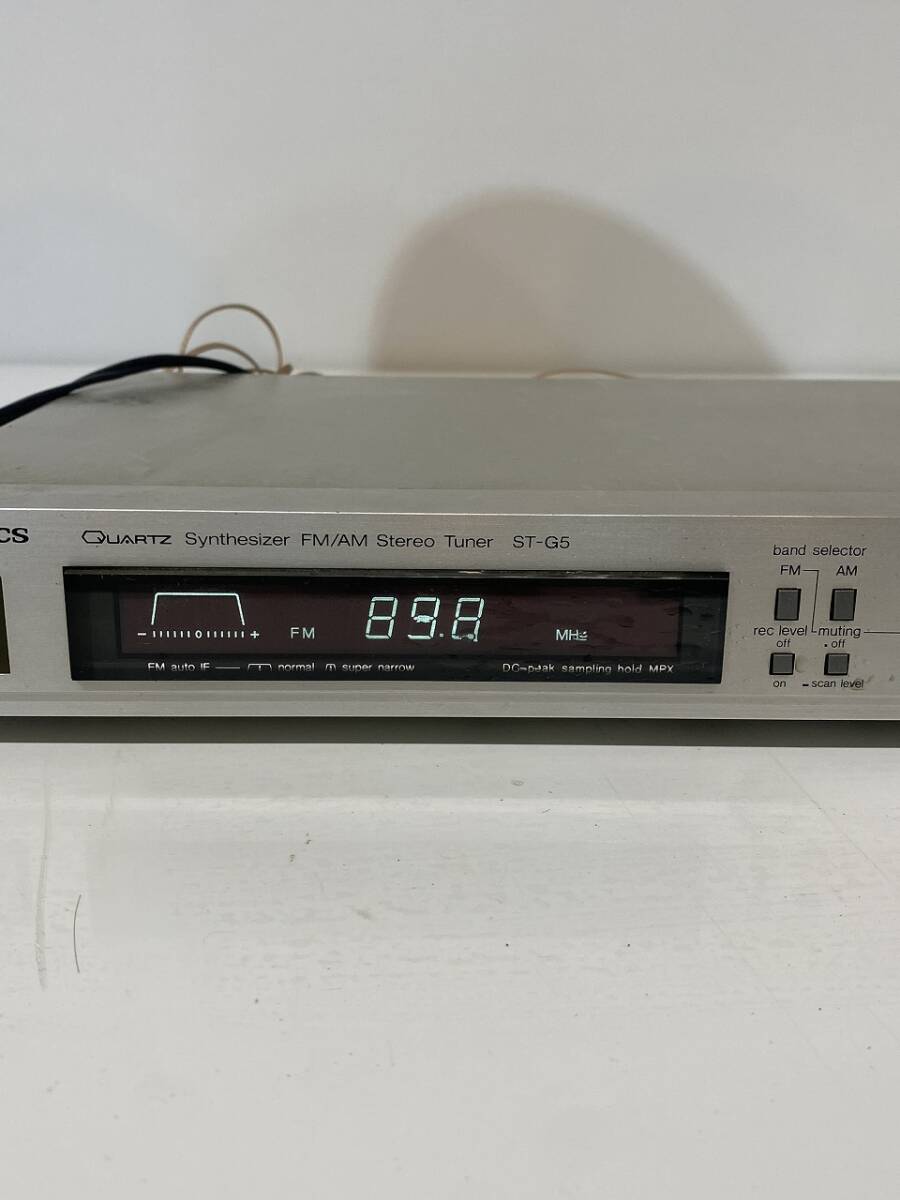 CS QUARTZ Synthesizer FM/AM Stereo Tuner ST-G5
band selector
FM AM
- 0 + FM 89.8 MHz
rec level muting
off . off
FM auto IF normal super narrow DC-peak sampling hold MPX
on - scan level